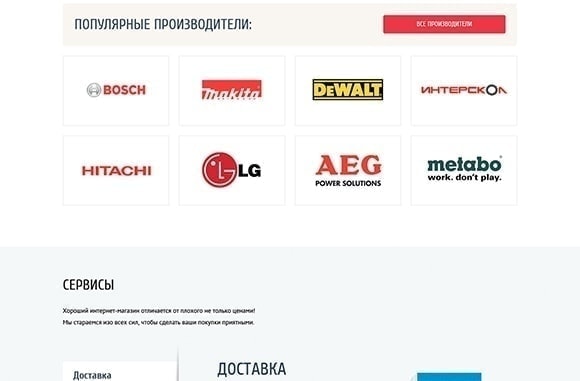 ПОПУЛЯРНЫЕ ПРОИЗВОДИТЕЛИ:
ВСЕ ПРОИЗВОДИТЕЛИ
BOSCH
makita
DEWALT
ИНТЕРСКОЛ
HITACHI
LG
AEG
POWER SOLUTIONS
metabo
work. don't play.
СЕРВИСЫ
Хороший интернет-магазин отличается от плохого не только ценами!
Мы стараемся изо всех сил, чтобы сделать ваши покупки приятными.
Доставка
ДОСТАВКА